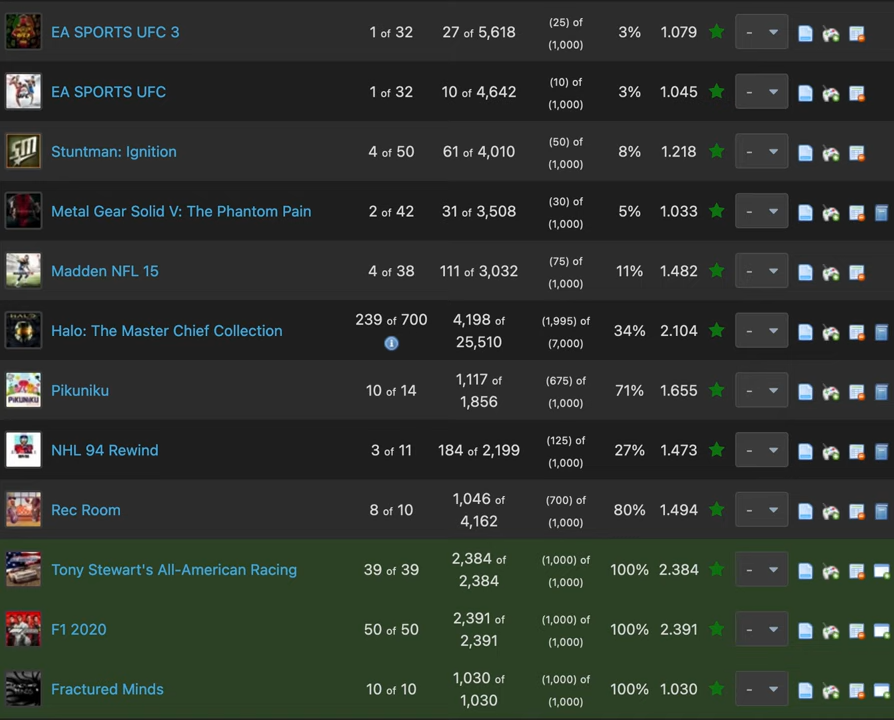 EA SPORTS UFC 3 1 of 32 27 of 5,618 (25) of (1,000) 3% 1.079 -
EA SPORTS UFC 1 of 32 10 of 4,642 (10) of (1,000) 3% 1.045 -
Stuntman: Ignition 4 of 50 61 of 4,010 (50) of (1,000) 8% 1.218 -
Metal Gear Solid V: The Phantom Pain 2 of 42 31 of 3,508 (30) of (1,000) 5% 1.033 -
Madden NFL 15 4 of 38 111 of 3,032 (75) of (1,000) 11% 1.482 -
Halo: The Master Chief Collection 239 of 700 4,198 of 25,510 (1,995) of (7,000) 34% 2.104 -
Pikuniku 10 of 14 1,117 of 1,856 (675) of (1,000) 71% 1.655 -
NHL 94 Rewind 3 of 11 184 of 2,199 (125) of (1,000) 27% 1.473 -
Rec Room 8 of 10 1,046 of 4,162 (700) of (1,000) 80% 1.494 -
Tony Stewart's All-American Racing 39 of 39 2,384 of 2,384 (1,000) of (1,000) 100% 2.384 -
F1 2020 50 of 50 2,391 of 2,391 (1,000) of (1,000) 100% 2.391 -
Fractured Minds 10 of 10 1,030 of 1,030 (1,000) of (1,000) 100% 1.030 -